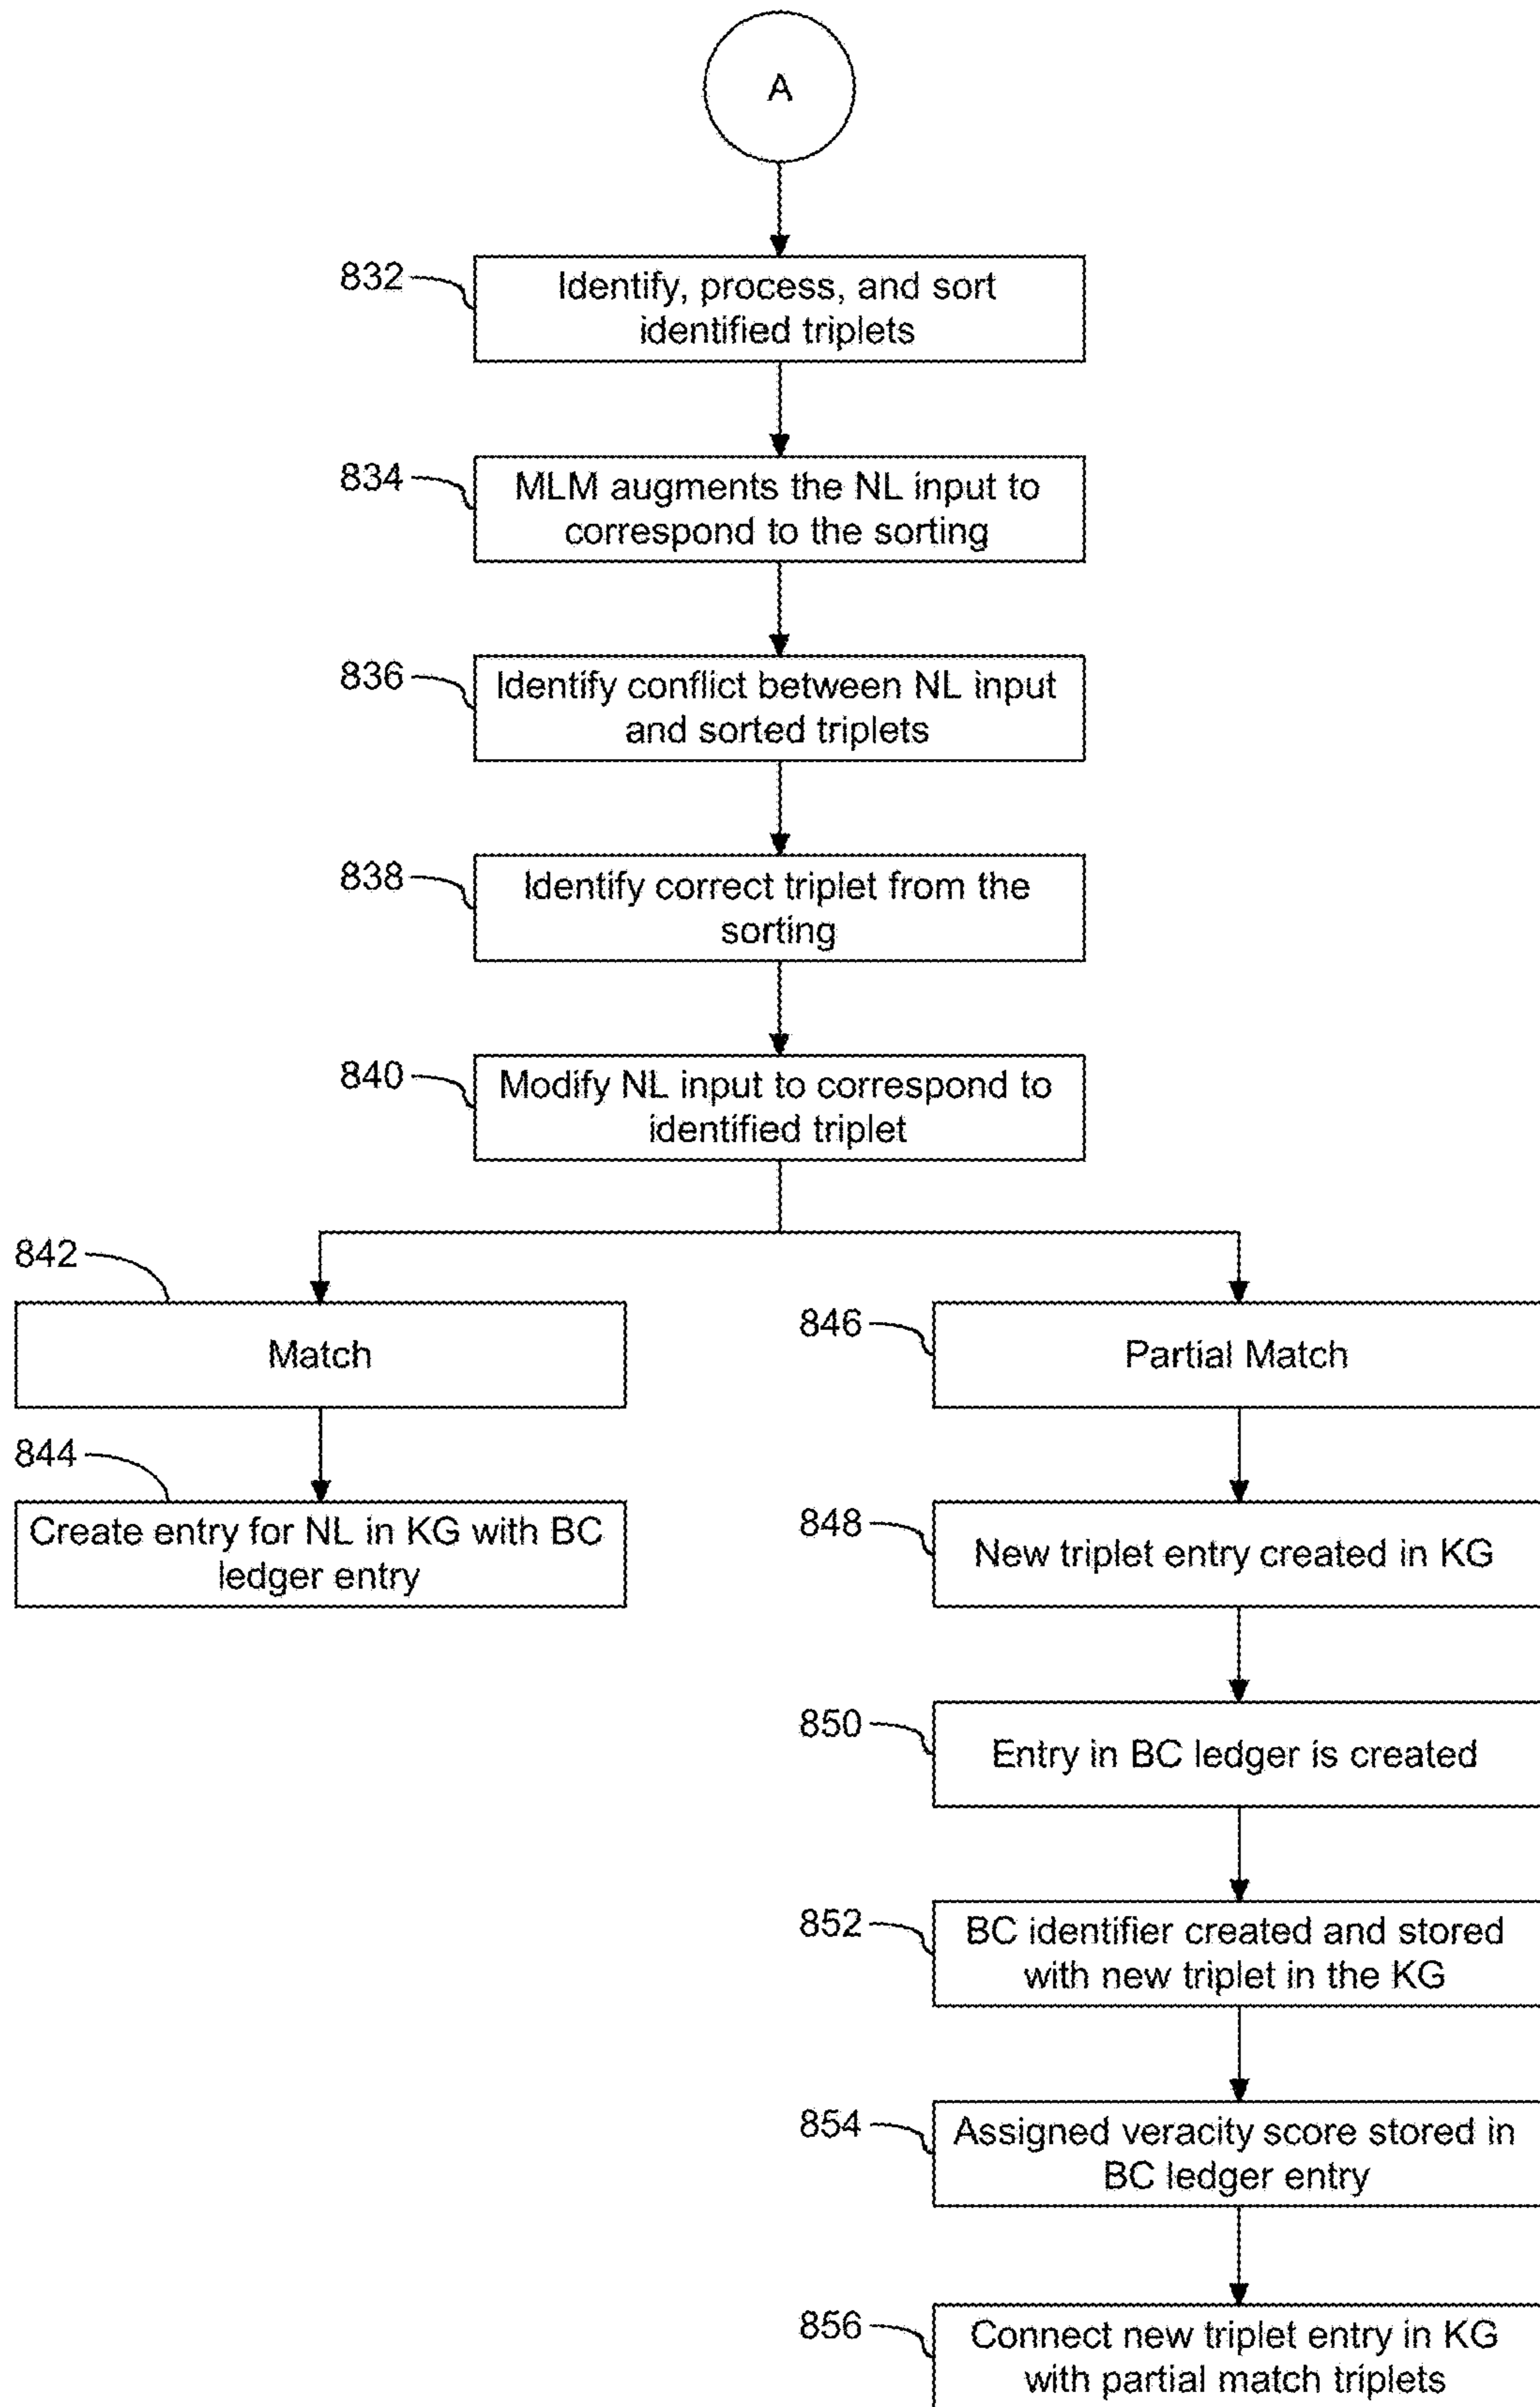 A
832
Identify, process, and sort
identified triplets
834
MLM augments the NL input to
correspond to the sorting
836
Identify conflict between NL input
and sorted triplets
838
Identify correct triplet from the
sorting
840
Modify NL input to correspond to
identified triplet
842
Match
844
Create entry for NL in KG with BC
ledger entry
846
Partial Match
848
New triplet entry created in KG
850
Entry in BC ledger is created
852
BC identifier created and stored
with new triplet in the KG
854
Assigned veracity score stored in
BC ledger entry
856
Connect new triplet entry in KG
with partial match triplets